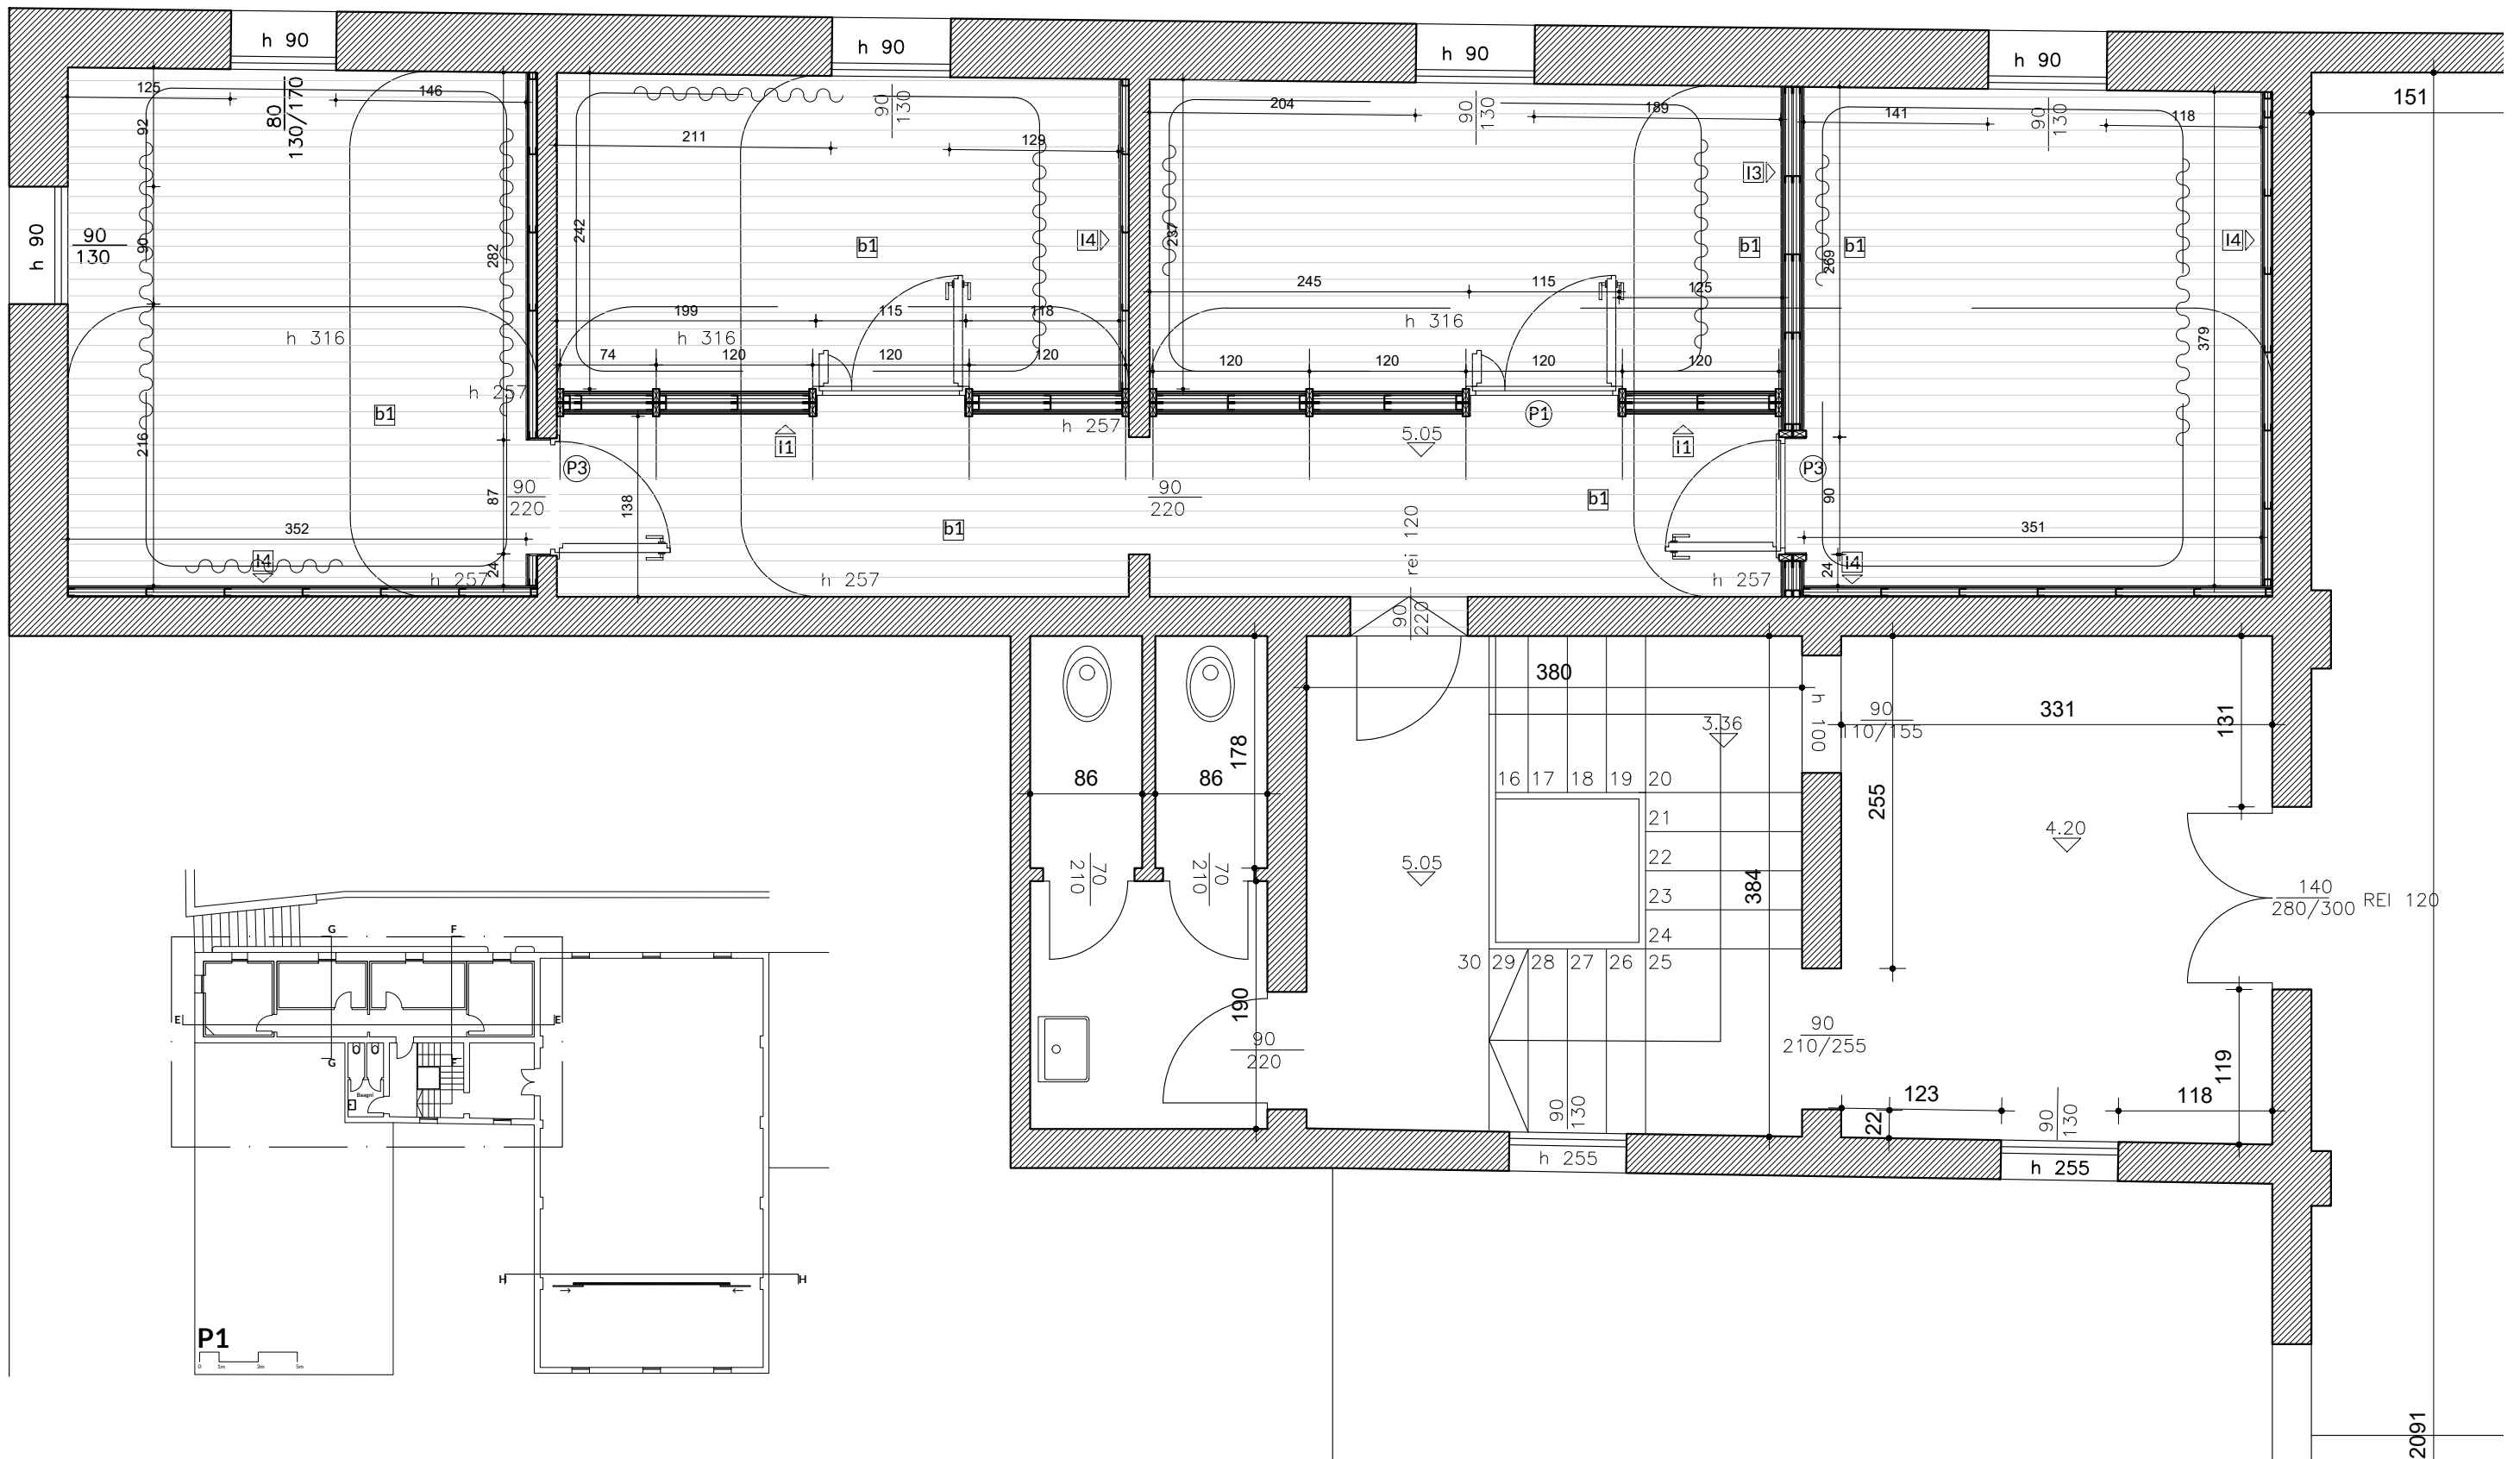 h 90
h 90
h 90
h 90
125
80
130/170
146
92
211
90
130
129
204
90
130
189
141
90
130
118
151
I3
h 90
90
130
90
282
242
b1
I4
237
b1
269
b1
I4
245
115
125
199
115
118
h 316
h 316
h 316
379
74
120
120
120
120
120
120
120
h 257
b1
216
I1
h 257
5.05
P1
I1
P3
P3
87
90
220
138
90
220
b1
90
352
b1
rei 120
351
I4
24
h 257
h 257
h 257
24
I4
90
220
380
331
131
3.36
h 100
90
110/155
178
86
86
16
17
18
19
20
255
21
4.20
22
5.05
70
210
70
210
384
23
140
280/300
REI 120
24
30
29
28
27
26
25
190
90
220
90
210/255
119
123
118
22
90
130
90
130
h 255
h 255
G
F
E
E
G
F
Baagni
H
H
P1
0
1m
3m
5m
2091